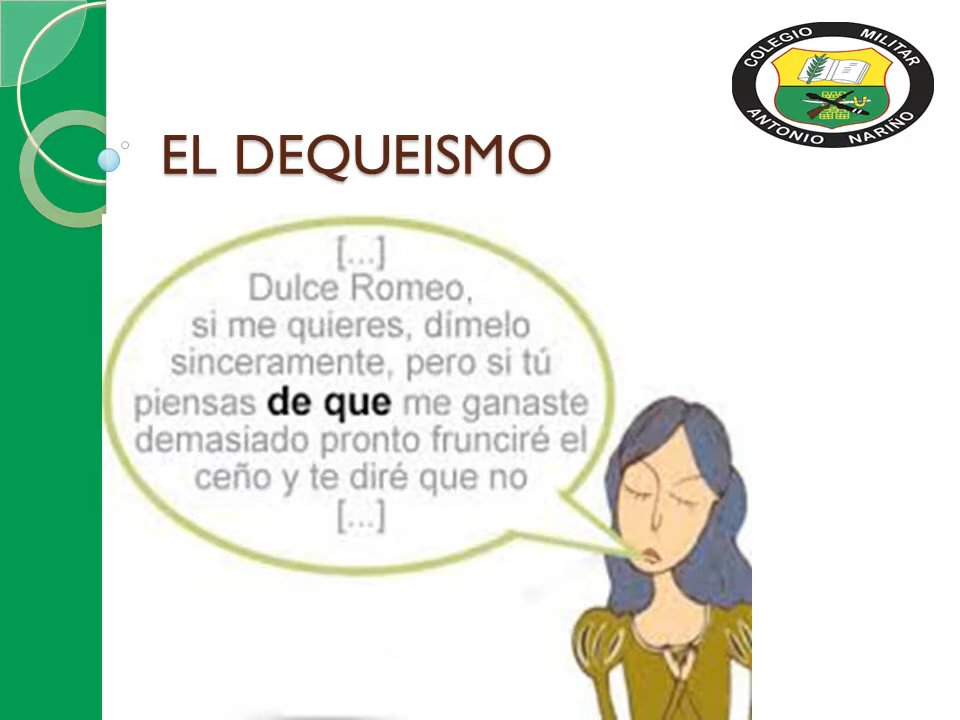 COLEGIO MILITAR
ANTONIO NARIÑO
EL DEQUEISMO
[...]
Dulce Romeo,
si me quieres, dímelo
sinceramente, pero si tú
piensas de que me ganaste
demasiado pronto frunciré el
ceño y te diré que no
[...]